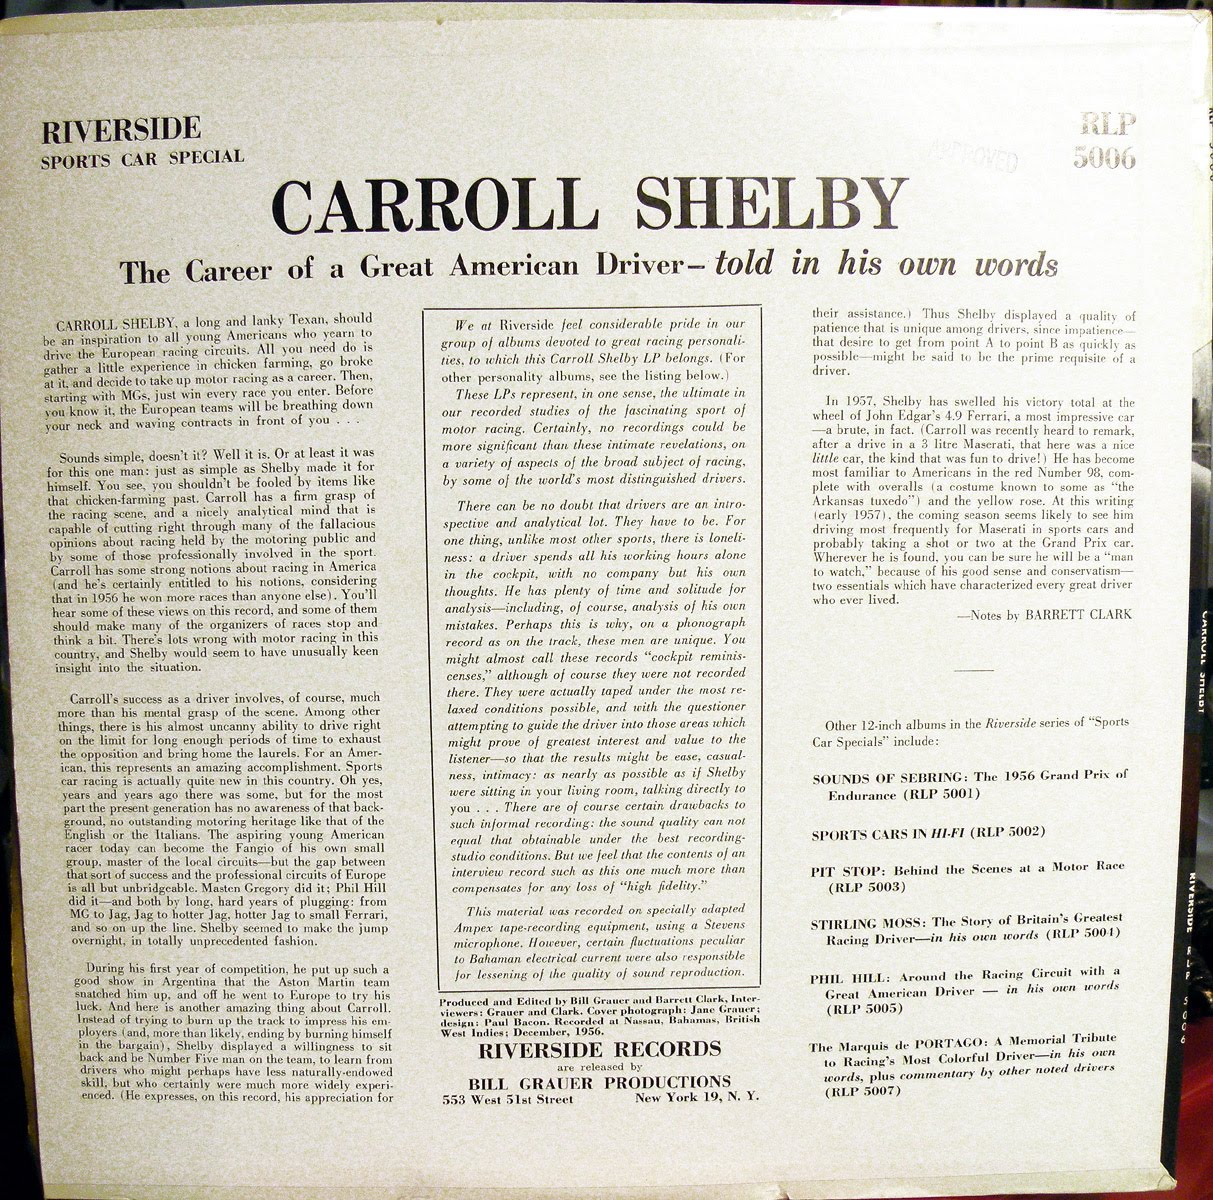 RIVERSIDE
SPORTS CAR SPECIAL
RLP
5006
APPROVED
CARROLL SHELBY
The Career of a Great American Driver—told in his own words
CARROLL SHELBY, a long and lanky Texan, should
be an inspiration to all young Americans who yearn to
drive the European racing circuits. All you need do is
gather a little experience in chicken farming, go broke
at it, and decide to take up motor racing as a career. Then,
starting with MGs, just win every race you enter. Before
you know it, the European teams will be breathing down
your neck and waving contracts in front of you . . .
Sounds simple, doesn't it? Well it is. Or at least it was
for this one man: just as simple as Shelby made it for
himself. You see, you shouldn't be fooled by items like
that chicken-farming past. Carroll has a firm grasp of
the racing scene, and a nicely analytical mind that is
capable of cutting right through many of the fallacious
opinions about racing held by the motoring public and
by some of those professionally involved in the sport.
Carroll has some strong notions about racing in America
(and he's certainly entitled to his notions, considering
that in 1956 he won more races than anyone else). You'll
hear some of these views on this record, and some of them
should make many of the organizers of races stop and
think a bit. There's lots wrong with motor racing in this
country, and Shelby would seem to have unusually keen
insight into the situation.
Carroll's success as a driver involves, of course, much
more than his mental grasp of the scene. Among other
things, there is his almost uncanny ability to drive right
on the limit for long enough periods of time to exhaust
the opposition and bring home the laurels. For an Amer-
ican, this represents an amazing accomplishment. Sports
car racing is actually quite new in this country. Oh yes,
years and years ago there was some, but for the most
part the present generation has no awareness of that back-
ground, no outstanding motoring heritage like that of the
English or the Italians. The aspiring young American
racer today can become the Fangio of his own small
group, master of the local circuits—but the gap between
that sort of success and the professional circuits of Europe
is all but unbridgeable. Masten Gregory did it; Phil Hill
did it—and both by long, hard years of plugging: from
MG to Jag, Jag to hotter Jag, hotter Jag to small Ferrari,
and so on up the line. Shelby seemed to make the jump
overnight, in totally unprecedented fashion.
During his first year of competition, he put up such a
good show in Argentina that the Aston Martin team
snatched him up, and off he went to Europe to try his
luck. And here is another amazing thing about Carroll.
Instead of trying to burn up the track to impress his em-
ployers (and, more than likely, ending by burning himself
in the bargain), Shelby displayed a willingness to sit
back and be Number Five man on the team, to learn from
drivers who might perhaps have less naturally-endowed
skill, but who certainly were much more widely experi-
enced. (He expresses, on this record, his appreciation for
We at Riverside feel considerable pride in our
group of albums devoted to great racing personali-
ties, to which this Carroll Shelby LP belongs. (For
other personality albums, see the listing below.)
These LPs represent, in one sense, the ultimate in
our recorded studies of the fascinating sport of
motor racing. Certainly, no recordings could be
more significant than these intimate revelations, on
a variety of aspects of the broad subject of racing,
by some of the world's most distinguished drivers.
There can be no doubt that drivers are an intro-
spective and analytical lot. They have to be. For
one thing, unlike most other sports, there is loneli-
ness: a driver spends all his working hours alone
in the cockpit, with no company but his own
thoughts. He has plenty of time and solitude for
analysis—including, of course, analysis of his own
mistakes. Perhaps this is why, on a phonograph
record as on the track, these men are unique. You
might almost call these records "cockpit reminis-
censes," although of course they were not recorded
there. They were actually taped under the most re-
laxed conditions possible, and with the questioner
attempting to guide the driver into those areas which
might prove of greatest interest and value to the
listener—so that the results might be ease, casual-
ness, intimacy: as nearly as possible as if Shelby
were sitting in your living room, talking directly to
you . . . There are of course certain drawbacks to
such informal recording: the sound quality can not
equal that obtainable under the best recording-
studio conditions. But we feel that the contents of an
interview record such as this one much more than
compensates for any loss of "high fidelity."
This material was recorded on specially adapted
Ampex tape-recording equipment, using a Stevens
microphone. However, certain fluctuations peculiar
to Bahaman electrical current were also responsible
for lessening of the quality of sound reproduction.
Produced and Edited by Bill Grauer and Barrett Clark, Inter-
viewers: Grauer and Clark. Cover photograph: Jane Grauer;
design: Paul Bacon. Recorded at Nassau, Bahamas, British
West Indies; December, 1956.
RIVERSIDE RECORDS
are released by
BILL GRAUER PRODUCTIONS
553 West 51st Street New York 19, N. Y.
their assistance.) Thus Shelby displayed a quality of
patience that is unique among drivers, since impatience—
that desire to get from point A to point B as quickly as
possible—might be said to be the prime requisite of a
driver.
In 1957, Shelby has swelled his victory total at the
wheel of John Edgar's 4.9 Ferrari, a most impressive car
—a brute, in fact. (Carroll was recently heard to remark,
after a drive in a 3 litre Maserati, that here was a nice
little car, the kind that was fun to drive!) He has become
most familiar to Americans in the red Number 98, com-
plete with overalls (a costume known to some as "the
Arkansas tuxedo") and the yellow rose. At this writing
(early 1957), the coming season seems likely to see him
driving most frequently for Maserati in sports cars and
probably taking a shot or two at the Grand Prix car.
Wherever he is found, you can be sure he will be a "man
to watch," because of his good sense and conservatism—
two essentials which have characterized every great driver
who ever lived.
—Notes by BARRETT CLARK
Other 12-inch albums in the Riverside series of "Sports
Car Specials" include:
SOUNDS OF SEBRING: The 1956 Grand Prix of
Endurance (RLP 5001)
SPORTS CARS IN HI-FI (RLP 5002)
PIT STOP: Behind the Scenes at a Motor Race
(RLP 5003)
STIRLING MOSS: The Story of Britain's Greatest
Racing Driver—in his own words (RLP 5004)
PHIL HILL: Around the Racing Circuit with a
Great American Driver — in his own words
(RLP 5005)
The Marquis de PORTAGO: A Memorial Tribute
to Racing's Most Colorful Driver—in his own
words, plus commentary by other noted drivers
(RLP 5007)
CARROLL SHELBY
RIVERSIDE RLP 5006